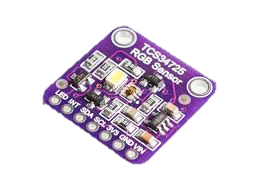 TCS34725
RGB Sensor
LED INT SDA SCL 3V3 GND VIN